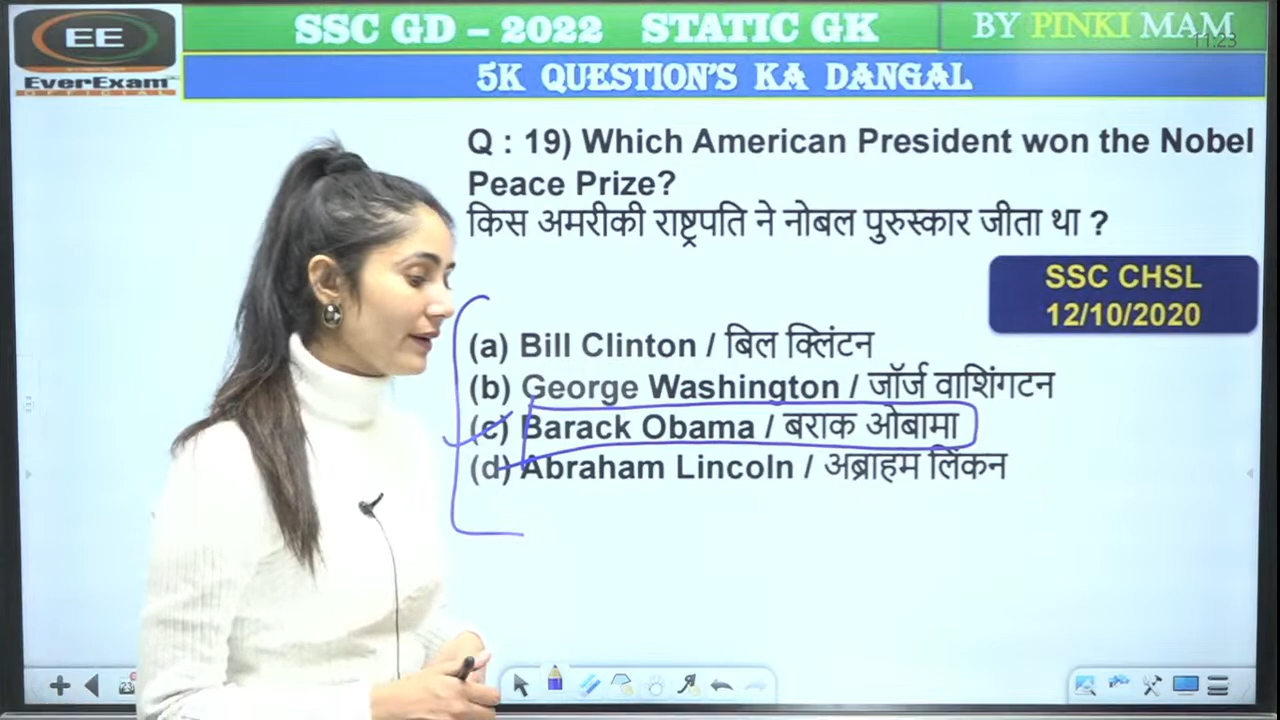 EE
EverExam
OFFICIAL
SSC GD – 2022 STATIC GK
BY PINKI MAM
11:23
5K QUESTION'S KA DANGAL
Q : 19) Which American President won the Nobel
Peace Prize?
किस अमरीकी राष्ट्रपति ने नोबल पुरुस्कार जीता था ?
SSC CHSL
12/10/2020
(a) Bill Clinton / बिल क्लिंटन
(b) George Washington / जॉर्ज वाशिंगटन
(c) Barack Obama / बराक ओबामा
(d) Abraham Lincoln / अब्राहम लिंकन
23